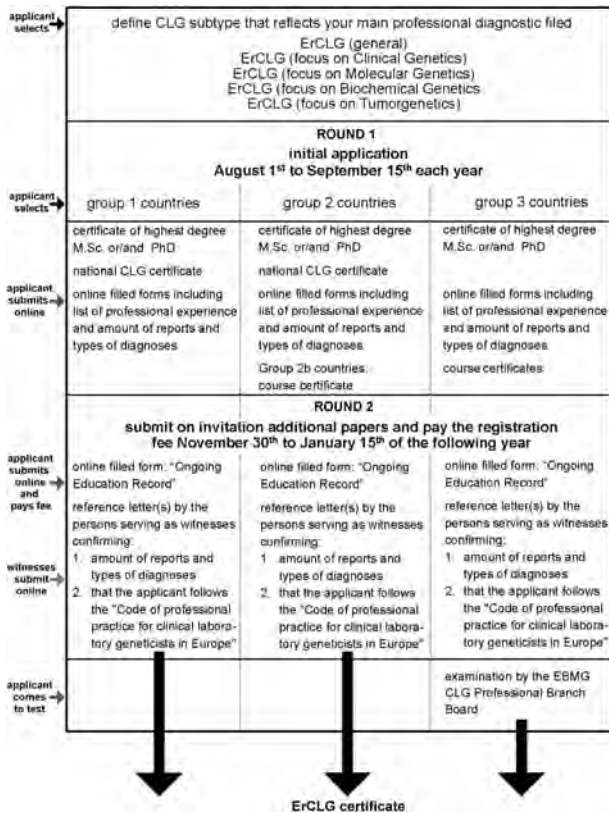 applicant selects
define CLG subtype that reflects your main professional diagnostic filed
ErCLG (general)
ErCLG (focus on Clinical Genetics)
ErCLG (focus on Molecular Genetics)
ErCLG (focus on Biochemical Genetics
ErCLG (focus on Tumorgenetics)
ROUND 1
initial application
August 1st to September 15th each year
applicant selects
group 1 countries
group 2 countries
group 3 countries
applicant submits online
certificate of highest degree
M.Sc. or/and PhD
national CLG certificate
online filled forms including
list of professional experience
and amount of reports and
types of diagnoses
certificate of highest degree
M.Sc. or/and PhD
national CLG certificate
online filled forms including
list of professional experience
and amount of reports and
types of diagnoses
Group 2b countries:
course certificate
certificate of highest degree
M.Sc. or/and PhD
online filled forms including
list of professional experience
and amount of reports and
types of diagnoses
course certificates
ROUND 2
submit on invitation additional papers and pay the registration
fee November 30th to January 15th of the following year
applicant submits online and pays fee
witnesses submit online
online filled form: "Ongoing
Education Record"
reference letter(s) by the
persons serving as witnesses
confirming:
1. amount of reports and
types of diagnoses
2. that the applicant follows
the "Code of professional
practice for clinical labora-
tory geneticists in Europe"
online filled form: "Ongoing
Education Record"
reference letter(s) by the
persons serving as witnesses
confirming:
1. amount of reports and
types of diagnoses
2. that the applicant follows
the "Code of professional
practice for clinical labora-
tory geneticists in Europe"
online filled form: "Ongoing
Education Record"
reference letter(s) by the
persons serving as witnesses
confirming:
1. amount of reports and
types of diagnoses
2. that the applicant follows
the "Code of professional
practice for clinical labora-
tory geneticists in Europe"
applicant comes to test
examination by the EBMG
CLG Professional Branch
Board
ErCLG certificate